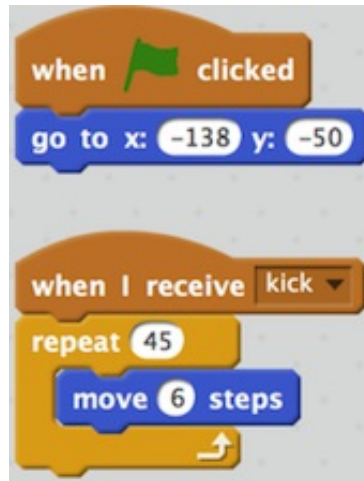 when clicked
go to x: -138 y: -50
when I receive kick
repeat 45
move 6 steps